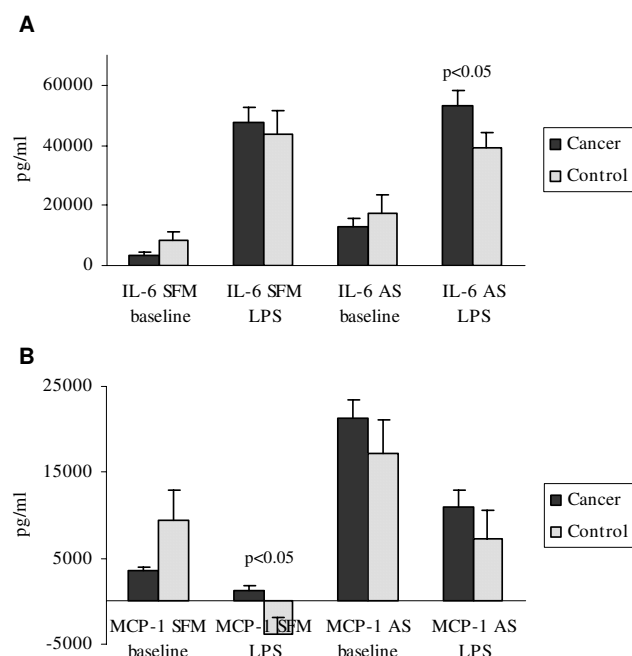 A
60000
40000
20000
0
pg/ml
p<0.05
Cancer
Control
IL-6 SFM baseline
IL-6 SFM LPS
IL-6 AS baseline
IL-6 AS LPS
B
25000
15000
5000
-5000
pg/ml
p<0.05
Cancer
Control
MCP-1 SFM baseline
MCP-1 SFM LPS
MCP-1 AS baseline
MCP-1 AS LPS